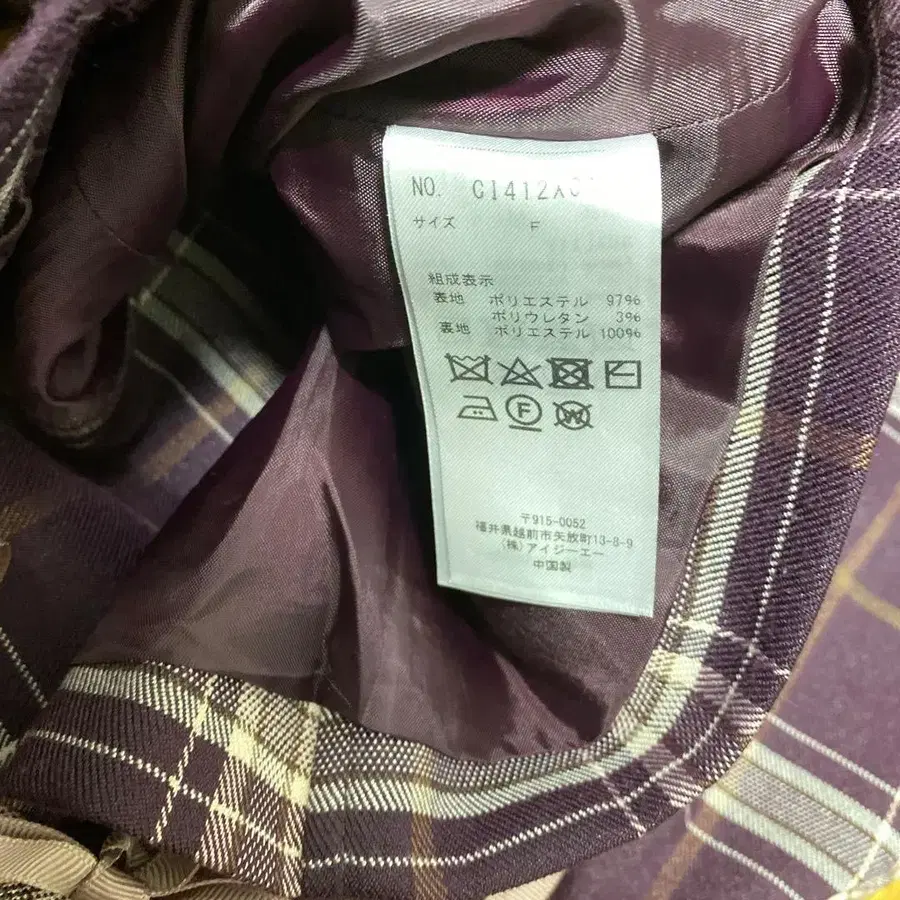 NO. CI412X
サイズ F
組成表示
表地 ポリエステル 97%
ポリウレタン 3%
裏地 ポリエステル 100%
F
W
〒915-0052
福井県越前市矢放町13-8-9
(株)アイジーエー
中国製